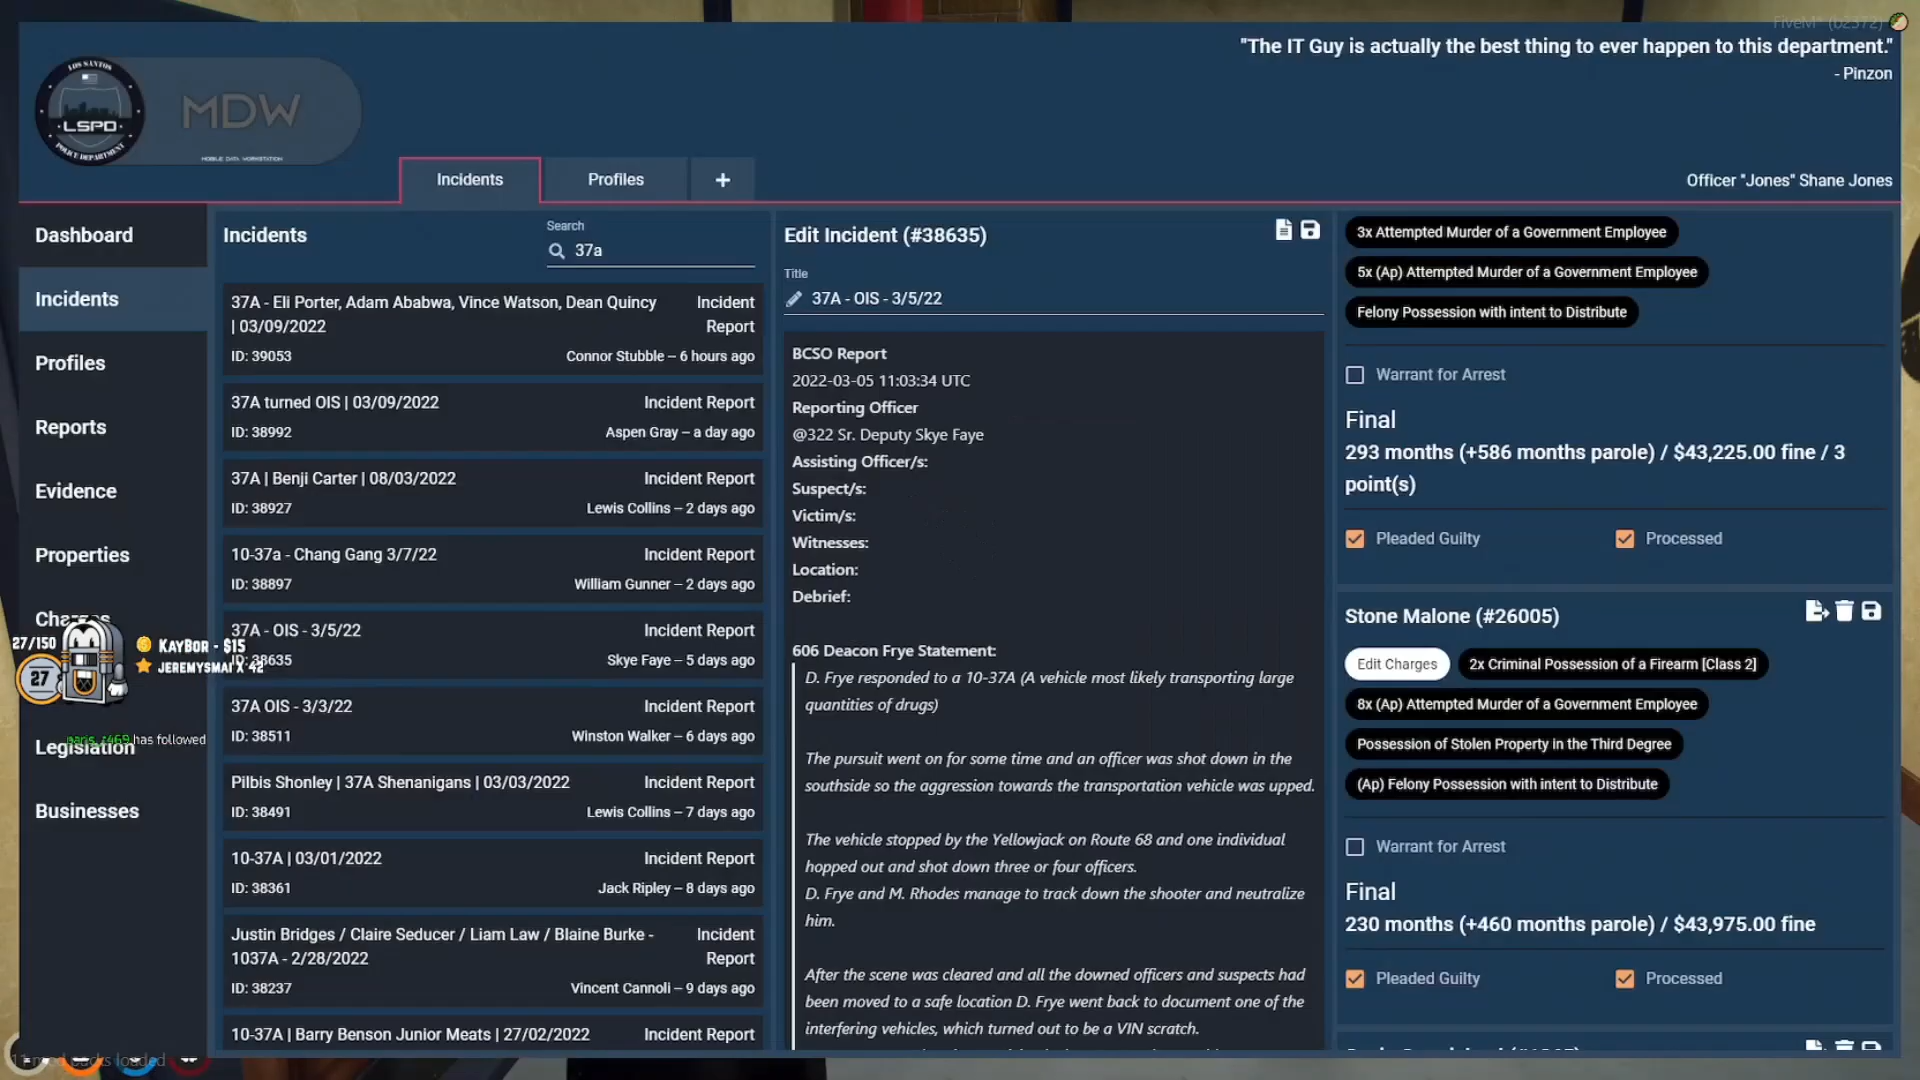 FiveM® (b2372)
"The IT Guy is actually the best thing to ever happen to this department."
- Pinzon
LOS SANTOS
LSPD
POLICE DEPARTMENT
MDW
MOBILE DATA WORKSTATION
Incidents
Profiles
+
Officer "Jones" Shane Jones
Dashboard
Incidents
Profiles
Reports
Evidence
Properties
Charges
Legislation
Businesses
27/150
27
KAYBOR - $15
JEREMYSMAI X 42
has followed
11 mod packs loaded
Incidents
Search
37a
37A - Eli Porter, Adam Ababwa, Vince Watson, Dean Quincy
| 03/09/2022
Incident
Report
ID: 39053
Connor Stubble – 6 hours ago
37A turned OIS | 03/09/2022
Incident Report
ID: 38992
Aspen Gray – a day ago
37A | Benji Carter | 08/03/2022
Incident Report
ID: 38927
Lewis Collins – 2 days ago
10-37a - Chang Gang 3/7/22
Incident Report
ID: 38897
William Gunner – 2 days ago
37A - OIS - 3/5/22
Incident Report
ID: 38635
Skye Faye – 5 days ago
37A OIS - 3/3/22
Incident Report
ID: 38511
Winston Walker – 6 days ago
Pilbis Shonley | 37A Shenanigans | 03/03/2022
Incident Report
ID: 38491
Lewis Collins – 7 days ago
10-37A | 03/01/2022
Incident Report
ID: 38361
Jack Ripley – 8 days ago
Justin Bridges / Claire Seducer / Liam Law / Blaine Burke -
1037A - 2/28/2022
Incident
Report
ID: 38237
Vincent Cannoli – 9 days ago
10-37A | Barry Benson Junior Meats | 27/02/2022
Incident Report
Edit Incident (#38635)
Title
37A - OIS - 3/5/22
BCSO Report
2022-03-05 11:03:34 UTC
Reporting Officer
@322 Sr. Deputy Skye Faye
Assisting Officer/s:
Suspect/s:
Victim/s:
Witnesses:
Location:
Debrief:
606 Deacon Frye Statement:
D. Frye responded to a 10-37A (A vehicle most likely transporting large
quantities of drugs)
The pursuit went on for some time and an officer was shot down in the
southside so the aggression towards the transportation vehicle was upped.
The vehicle stopped by the Yellowjack on Route 68 and one individual
hopped out and shot down three or four officers.
D. Frye and M. Rhodes manage to track down the shooter and neutralize
him.
After the scene was cleared and all the downed officers and suspects had
been moved to a safe location D. Frye went back to document one of the
interfering vehicles, which turned out to be a VIN scratch.
3x Attempted Murder of a Government Employee
5x (Ap) Attempted Murder of a Government Employee
Felony Possession with intent to Distribute
Warrant for Arrest
Final
293 months (+586 months parole) / $43,225.00 fine / 3
point(s)
Pleaded Guilty
Processed
Stone Malone (#26005)
Edit Charges
2x Criminal Possession of a Firearm [Class 2]
8x (Ap) Attempted Murder of a Government Employee
Possession of Stolen Property in the Third Degree
(Ap) Felony Possession with intent to Distribute
Warrant for Arrest
Final
230 months (+460 months parole) / $43,975.00 fine
Pleaded Guilty
Processed